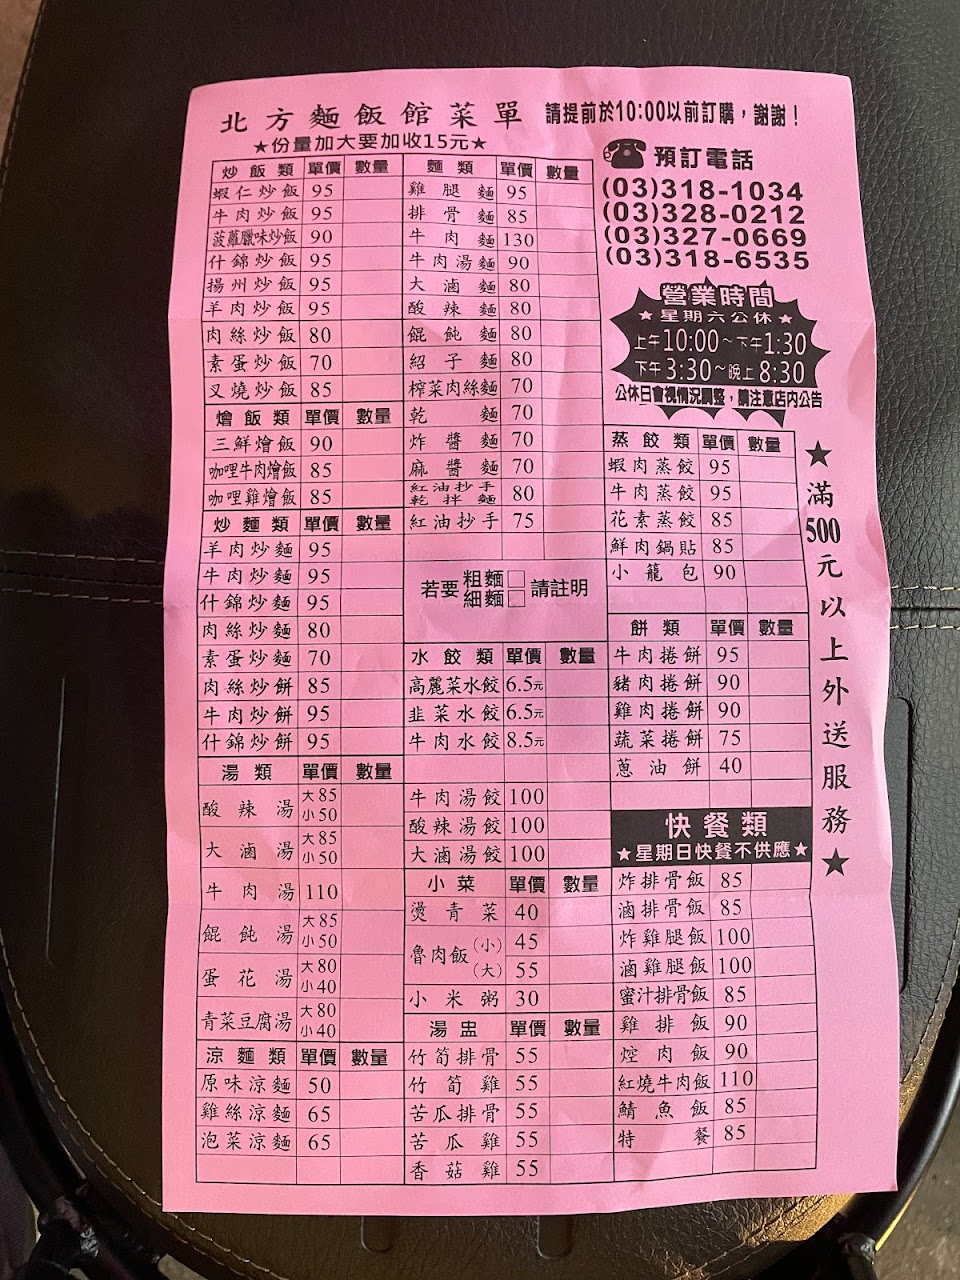 北方麵飯館菜單
請提前於10:00以前訂購，謝謝！
★份量加大要加收15元★
炒飯類 單價 數量
蝦仁炒飯 95
牛肉炒飯 95
菠蘿臘味炒飯 90
什錦炒飯 95
揚州炒飯 95
羊肉炒飯 95
肉絲炒飯 80
素蛋炒飯 70
叉燒炒飯 85
燴飯類 單價 數量
三鮮燴飯 90
咖哩牛肉燴飯 85
咖哩雞燴飯 85
炒麵類 單價 數量
羊肉炒麵 95
牛肉炒麵 95
什錦炒麵 95
肉絲炒麵 80
素蛋炒麵 70
肉絲炒餅 85
牛肉炒餅 95
什錦炒餅 95
湯類 單價 數量
酸辣湯 大85 小50
大滷湯 大85 小50
牛肉湯 110
餛飩湯 大85 小50
蛋花湯 大80 小40
青菜豆腐湯 大80 小40
涼麵類 單價 數量
原味涼麵 50
雞絲涼麵 65
泡菜涼麵 65
麵類 單價 數量
雞腿麵 95
排骨麵 85
牛肉麵 130
牛肉湯麵 90
大滷麵 80
酸辣麵 80
餛飩麵 80
紹子麵 80
榨菜肉絲麵 70
乾麵 70
炸醬麵 70
麻醬麵 70
紅油抄手乾拌麵 80
紅油抄手 75
若要 粗麵□ 細麵□ 請註明
水餃類 單價 數量
高麗菜水餃 6.5元
韭菜水餃 6.5元
牛肉水餃 8.5元
牛肉湯餃 100
酸辣湯餃 100
大滷湯餃 100
小菜 單價 數量
燙青菜 40
魯肉飯（小） 45
（大） 55
小米粥 30
湯盅 單價 數量
竹筍排骨 55
竹筍雞 55
苦瓜排骨 55
苦瓜雞 55
香菇雞 55
預訂電話
(03)318-1034
(03)328-0212
(03)327-0669
(03)318-6535
營業時間
★星期六公休★
上午10:00～下午1:30
下午3:30～晚上8:30
公休日會視情況調整，請注意店內公告
蒸餃類 單價 數量
蝦肉蒸餃 95
牛肉蒸餃 95
花素蒸餃 85
鮮肉鍋貼 85
小籠包 90
餅類 單價 數量
牛肉捲餅 95
豬肉捲餅 90
雞肉捲餅 90
蔬菜捲餅 75
蔥油餅 40
快餐類
★星期日快餐不供應★
炸排骨飯 85
滷排骨飯 85
炸雞腿飯 100
滷雞腿飯 100
蜜汁排骨飯 85
雞排飯 90
焢肉飯 90
紅燒牛肉飯 110
鯖魚飯 85
特餐 85
★滿500元以上外送服務★